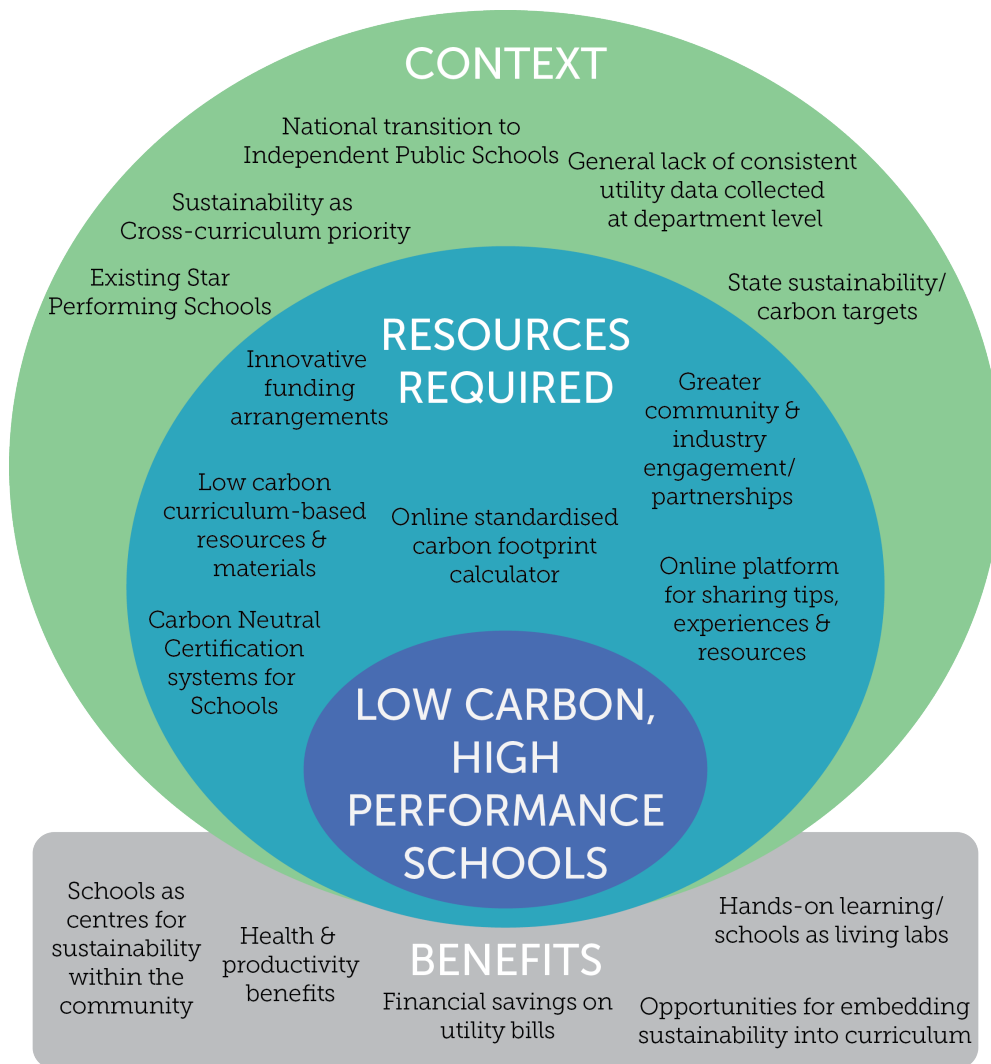 CONTEXT
National transition to
Independent Public Schools
General lack of consistent
utility data collected
at department level
Sustainability as
Cross-curriculum priority
Existing Star
Performing Schools
State sustainability/
carbon targets
RESOURCES
REQUIRED
Innovative
funding
arrangements
Greater
community &
industry
engagement/
partnerships
Low carbon
curriculum-based
resources &
materials
Online standardised
carbon footprint
calculator
Online platform
for sharing tips,
experiences &
resources
Carbon Neutral
Certification
systems for
Schools
LOW CARBON,
HIGH
PERFORMANCE
SCHOOLS
Schools as
centres for
sustainability
within the
community
Health &
productivity
benefits
BENEFITS
Financial savings on
utility bills
Hands-on learning/
schools as living labs
Opportunities for embedding
sustainability into curriculum